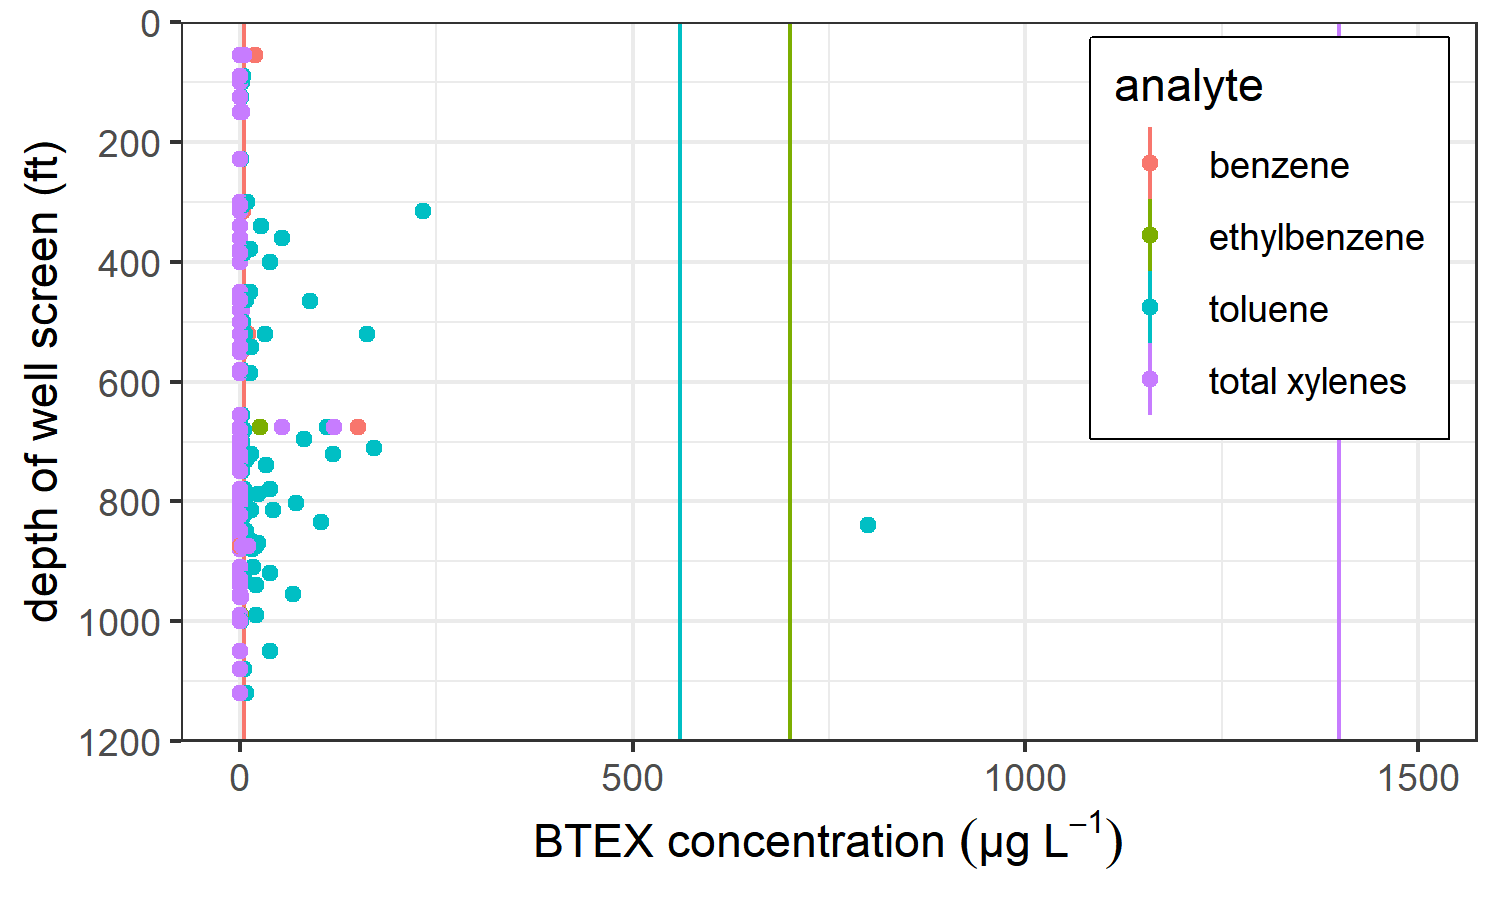 0
200
400
600
800
1000
1200
depth of well screen (ft)
analyte
benzene
ethylbenzene
toluene
total xylenes
0 500 1000 1500
BTEX concentration (µg L⁻¹)